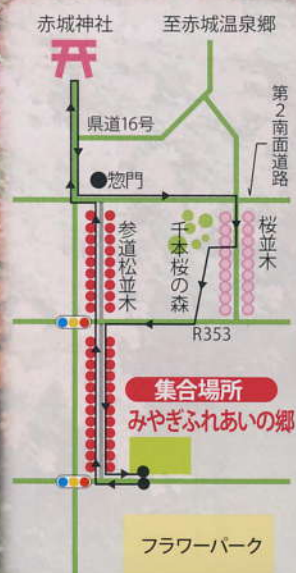 赤城神社
至赤城温泉郷
県道16号
第2南面道路
惣門
参道松並木
千本桜の森
桜並木
R353
集合場所
みやぎふれあいの郷
フラワーパーク